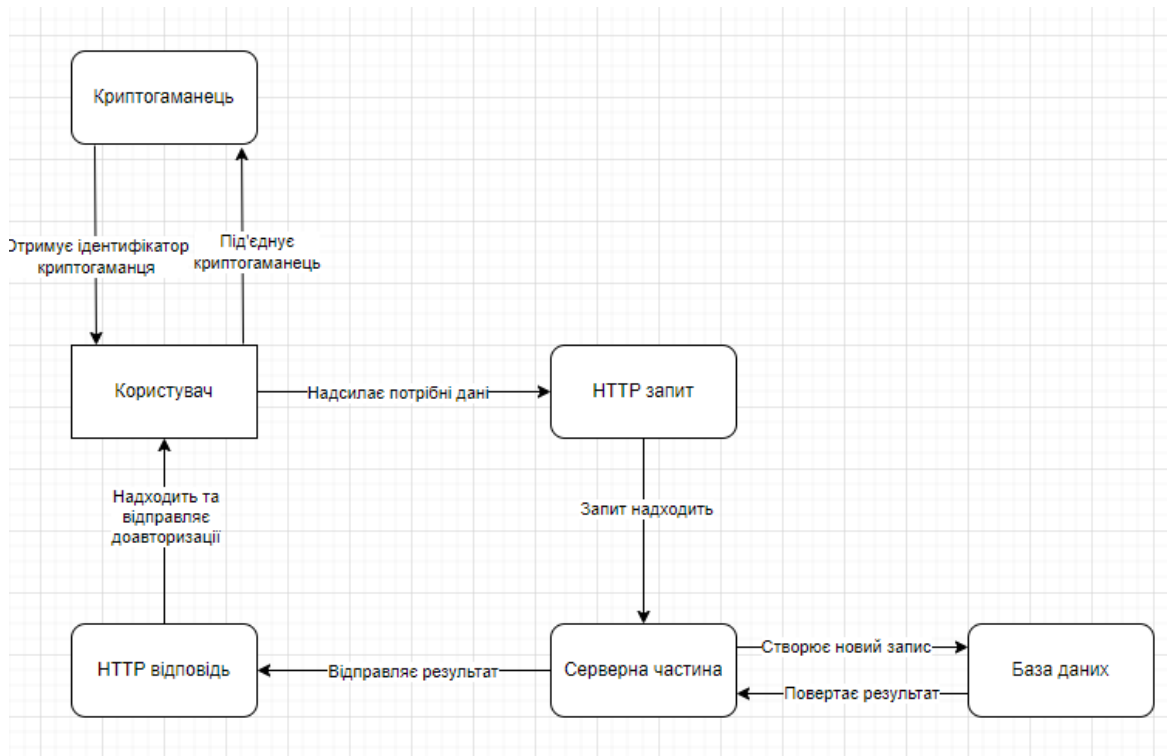 Криптогаманець
Отримує ідентифікатор
криптогаманця
Під'єднує
криптогаманець
Користувач
Надсилає потрібні дані
HTTP запит
Надходить та
відправляє
доавторизації
Запит надходить
HTTP відповідь
Відправляє результат
Серверна частина
Створює новий запис
Повертає результат
База даних